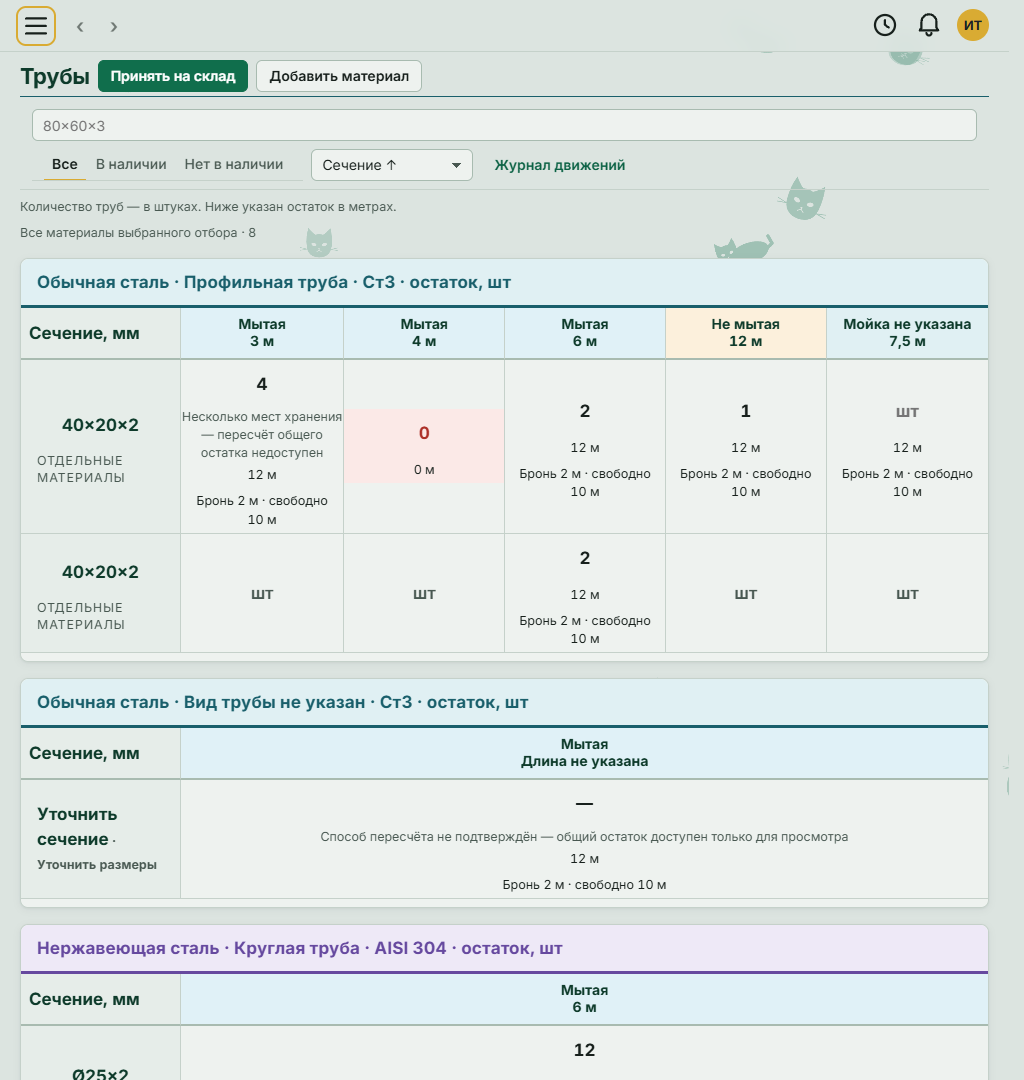 ‹ ›
ИТ
Трубы Принять на склад Добавить материал
80×60×3
Все В наличии Нет в наличии Сечение ↑ Журнал движений
Количество труб — в штуках. Ниже указан остаток в метрах.
Все материалы выбранного отбора · 8
Обычная сталь · Профильная труба · Ст3 · остаток, шт
Сечение, мм
Мытая
3 м
Мытая
4 м
Мытая
6 м
Не мытая
12 м
Мойка не указана
7,5 м
40×20×2
ОТДЕЛЬНЫЕ
МАТЕРИАЛЫ
4
Несколько мест хранения
— пересчёт общего
остатка недоступен
12 м
Бронь 2 м · свободно
10 м
0
0 м
2
12 м
Бронь 2 м · свободно
10 м
1
12 м
Бронь 2 м · свободно
10 м
шт
12 м
Бронь 2 м · свободно
10 м
40×20×2
ОТДЕЛЬНЫЕ
МАТЕРИАЛЫ
шт
шт
2
12 м
Бронь 2 м · свободно
10 м
шт
шт
Обычная сталь · Вид трубы не указан · Ст3 · остаток, шт
Сечение, мм
Мытая
Длина не указана
Уточнить
сечение ·
Уточнить размеры
—
Способ пересчёта не подтверждён — общий остаток доступен только для просмотра
12 м
Бронь 2 м · свободно 10 м
Нержавеющая сталь · Круглая труба · AISI 304 · остаток, шт
Сечение, мм
Мытая
6 м
Ø25×2
12